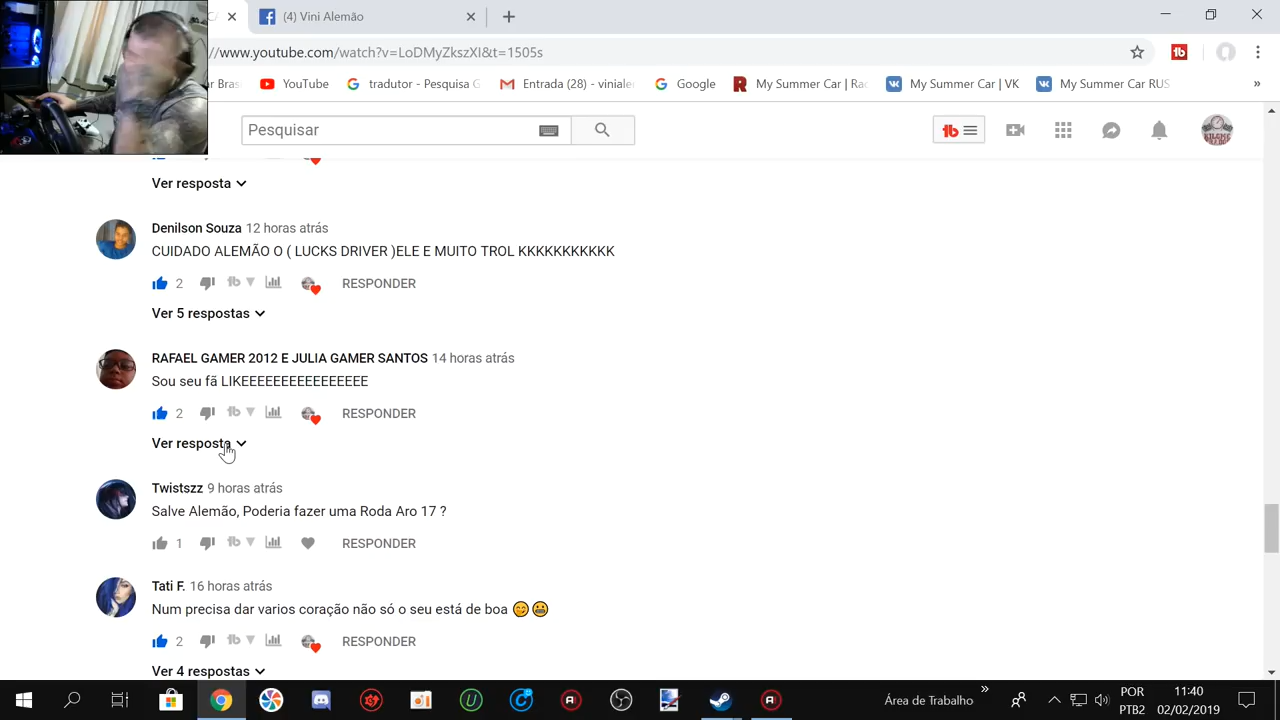 (4) Vini Alemão
//www.youtube.com/watch?v=LoDMyZkszXI&t=1505s
YouTube
tradutor - Pesquisa G
Entrada (28) - viniale
Google
My Summer Car | Rac
My Summer Car | VK
My Summer Car RUS
»
Pesquisar
Ver resposta
Denilson Souza 12 horas atrás
CUIDADO ALEMÃO O ( LUCKS DRIVER )ELE E MUITO TROL KKKKKKKKKKK
2 RESPONDER
Ver 5 respostas
RAFAEL GAMER 2012 E JULIA GAMER SANTOS 14 horas atrás
Sou seu fã LIKEEEEEEEEEEEEEEEE
2 RESPONDER
Ver resposta
Twistszz 9 horas atrás
Salve Alemão, Poderia fazer uma Roda Aro 17 ?
1 RESPONDER
Tati F. 16 horas atrás
Num precisa dar varios coração não só o seu está de boa 😊😬
2 RESPONDER
Ver 4 respostas
Área de Trabalho
»
POR
PTB2
11:40
02/02/2019